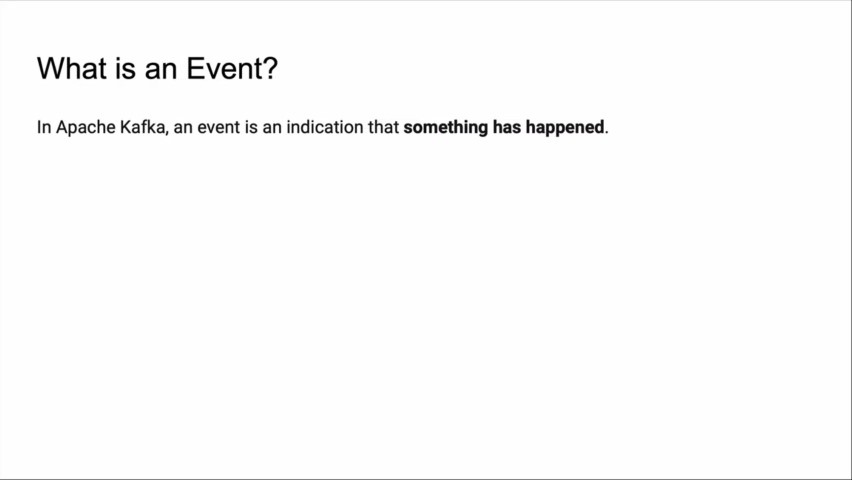 What is an Event?
In Apache Kafka, an event is an indication that something has happened.